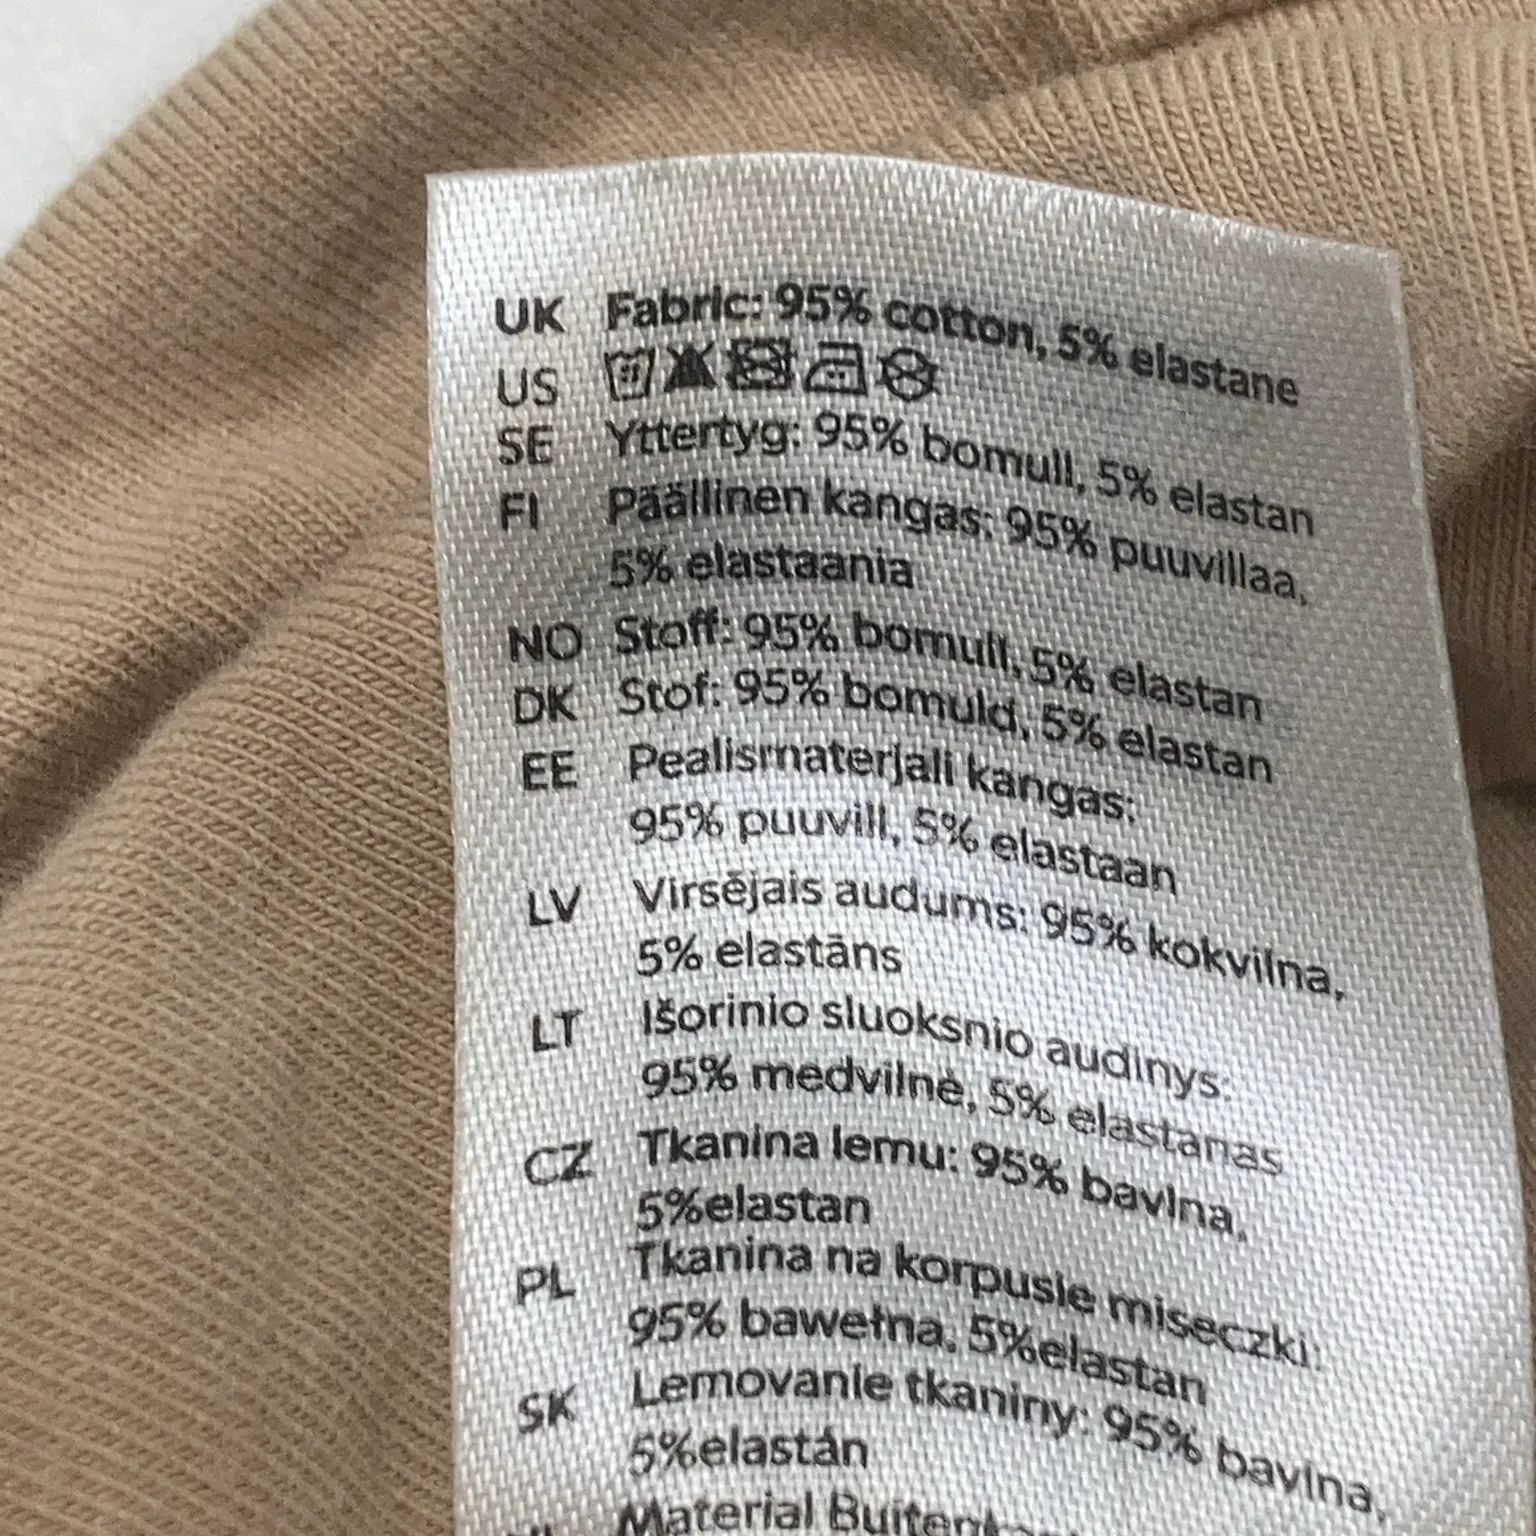 UK Fabric: 95% cotton, 5% elastane
US
SE Yttertyg: 95% bomull, 5% elastan
FI Päällinen kangas: 95% puuvillaa,
5% elastaania
NO Stoff: 95% bomull, 5% elastan
DK Stof: 95% bomuld, 5% elastan
EE Pealismaterjali kangas:
95% puuvill, 5% elastaan
LV Virsējais audums: 95% kokvilna,
5% elastāns
LT Išorinio sluoksnio audinys:
95% medvilnė, 5% elastanas
CZ Tkanina lemu: 95% bavlna,
5%elastan
PL Tkanina na korpusie miseczki:
95% bawełna, 5%elastan
SK Lemovanie tkaniny: 95% bavlna,
5%elastán
Material